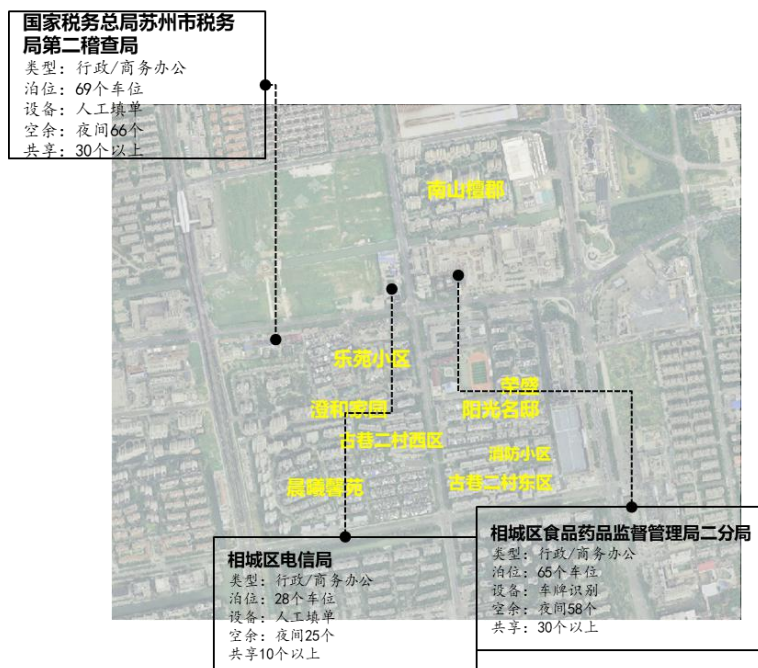 国家税务总局苏州市税务
局第二稽查局
类型：行政/商务办公
泊位：69个车位
设备：人工填单
空余：夜间66个
共享：30个以上
南山楦郡
乐苑小区
荣盛
澄和家园
阳光名邸
古巷二村西区
消防小区
晨曦馨苑
古巷二村东区
相城区电信局
类型：行政/商务办公
泊位：28个车位
设备：人工填单
空余：夜间25个
共享10个以上
相城区食品药品监督管理局二分局
类型：行政/商务办公
泊位：65个车位
设备：车牌识别
空余：夜间58个
共享：30个以上